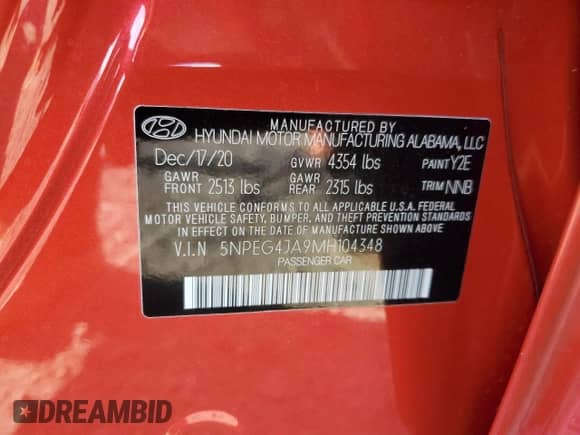 MANUFACTURED BY
HYUNDAI MOTOR MANUFACTURING ALABAMA, LLC
Dec/17/20 GVWR 4354 lbs PAINT Y2E
GAWR FRONT 2513 lbs GAWR REAR 2315 lbs TRIM NNB
THIS VEHICLE CONFORMS TO ALL APPLICABLE U.S.A. FEDERAL
MOTOR VEHICLE SAFETY, BUMPER, AND THEFT PREVENTION STANDARDS
IN EFFECT ON THE DATE OF MANUFACTURE SHOWN ABOVE.
V.I.N 5NPEG4JA9MH104348
PASSENGER CAR
DREAMBID